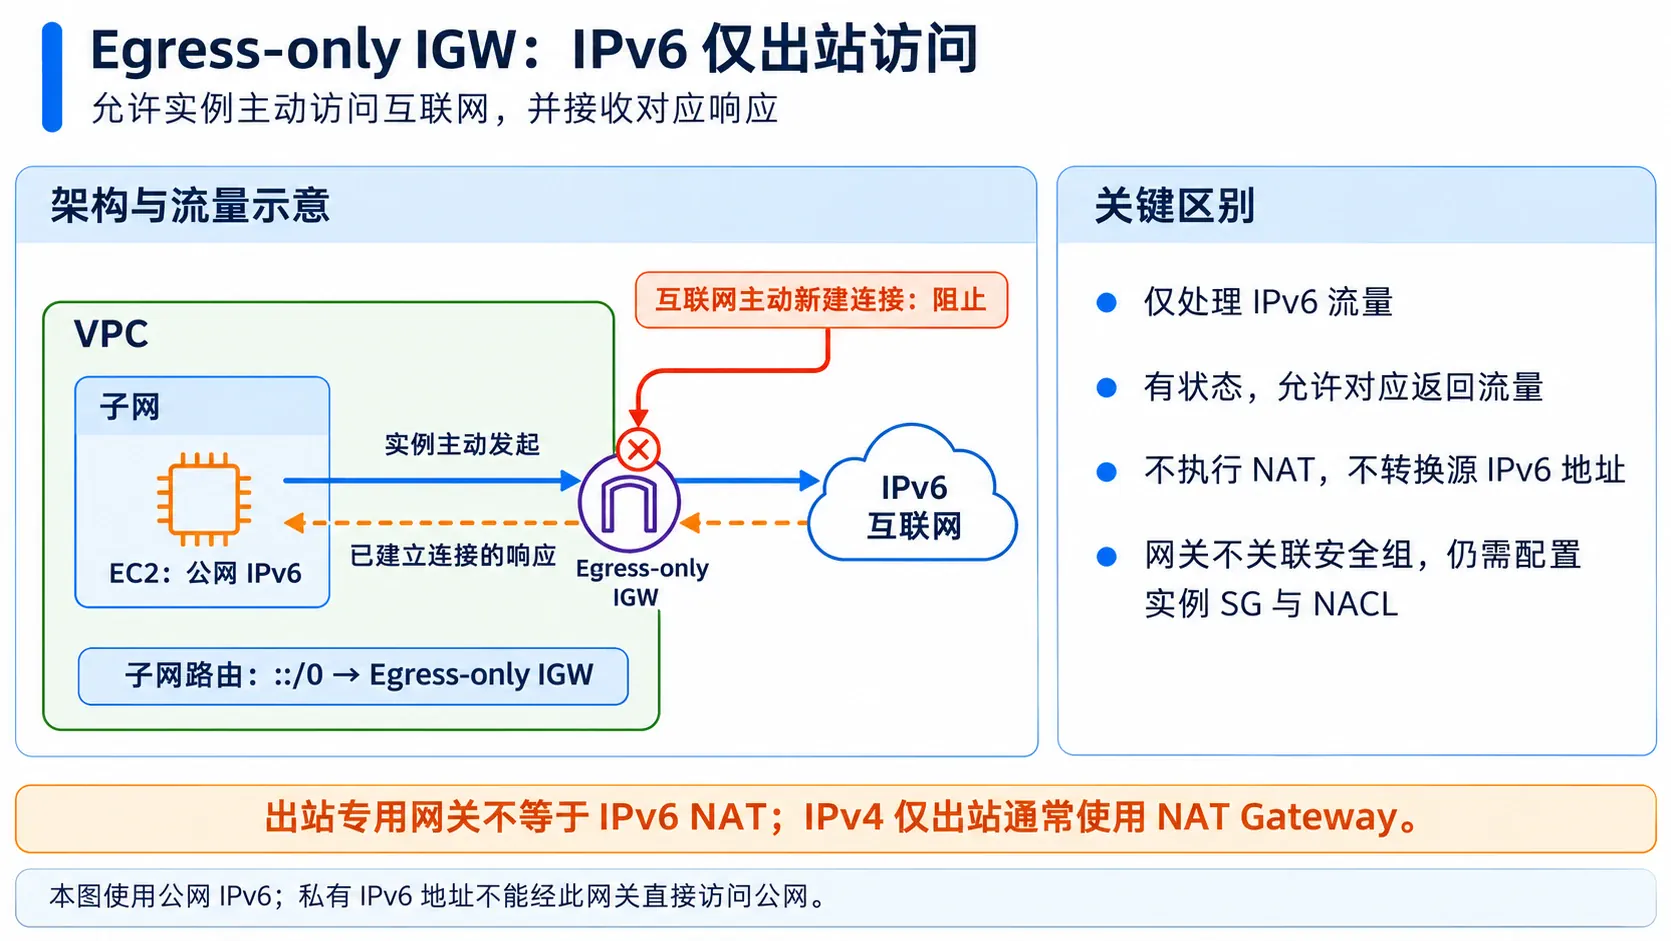 Egress-only IGW：IPv6 仅出站访问
允许实例主动访问互联网，并接收对应响应
架构与流量示意
互联网主动新建连接：阻止
VPC
子网
实例主动发起
IPv6
互联网
已建立连接的响应
EC2：公网 IPv6
Egress-only
IGW
子网路由：::/0 → Egress-only IGW
关键区别
仅处理 IPv6 流量
有状态，允许对应返回流量
不执行 NAT，不转换源 IPv6 地址
网关不关联安全组，仍需配置
实例 SG 与 NACL
出站专用网关不等于 IPv6 NAT；IPv4 仅出站通常使用 NAT Gateway。
本图使用公网 IPv6；私有 IPv6 地址不能经此网关直接访问公网。